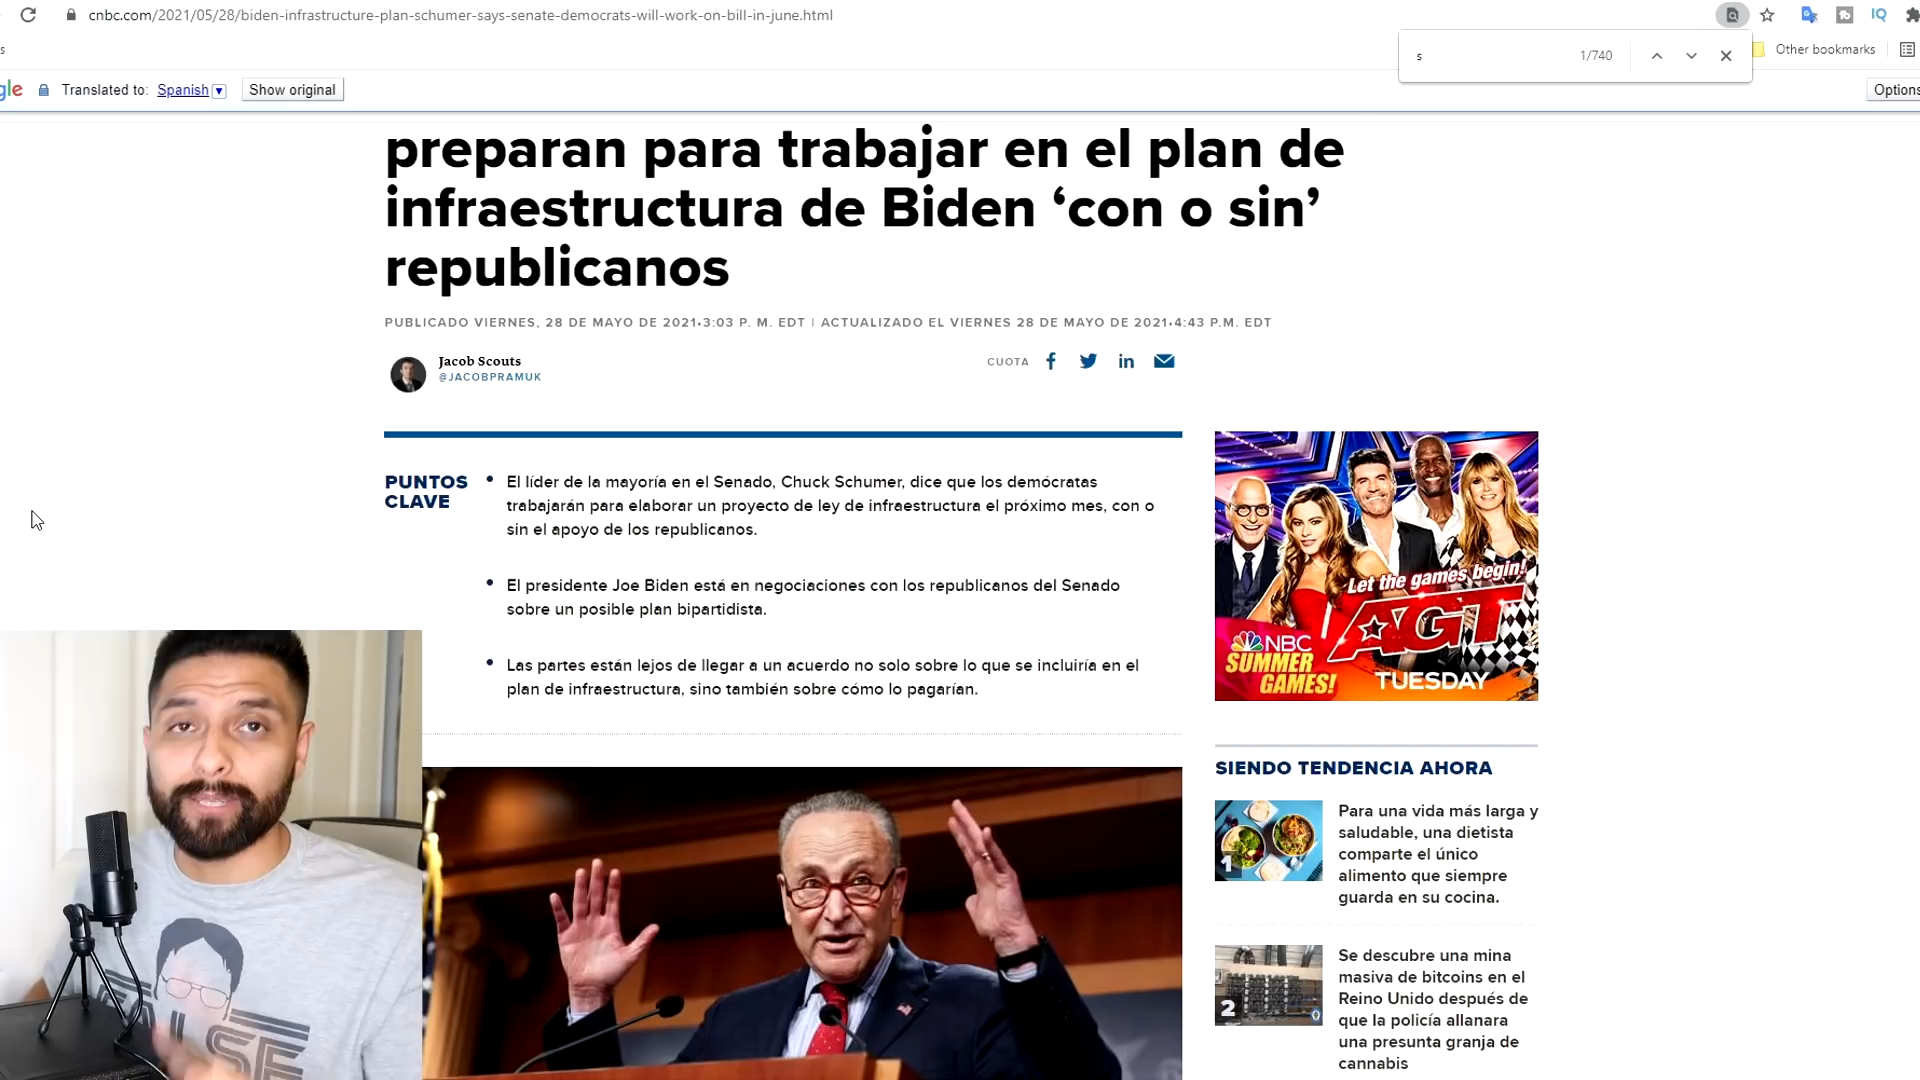 cnbc.com/2021/05/28/biden-infrastructure-plan-schumer-says-senate-democrats-will-work-on-bill-in-june.html
s
1/740
IQ
Other bookmarks
s
gle
Translated to: Spanish
Show original
Options
preparan para trabajar en el plan de
infraestructura de Biden ‘con o sin’
republicanos
PUBLICADO VIERNES, 28 DE MAYO DE 2021•3:03 P. M. EDT | ACTUALIZADO EL VIERNES 28 DE MAYO DE 2021•4:43 P.M. EDT
Jacob Scouts
@JACOBPRAMUK
CUOTA
PUNTOS
CLAVE
• El líder de la mayoría en el Senado, Chuck Schumer, dice que los demócratas
trabajarán para elaborar un proyecto de ley de infraestructura el próximo mes, con o
sin el apoyo de los republicanos.
• El presidente Joe Biden está en negociaciones con los republicanos del Senado
sobre un posible plan bipartidista.
• Las partes están lejos de llegar a un acuerdo no solo sobre lo que se incluiría en el
plan de infraestructura, sino también sobre cómo lo pagarían.
Let the games begin!
AGT
NBC
SUMMER
GAMES!
TUESDAY
SIENDO TENDENCIA AHORA
1
Para una vida más larga y
saludable, una dietista
comparte el único
alimento que siempre
guarda en su cocina.
2
Se descubre una mina
masiva de bitcoins en el
Reino Unido después de
que la policía allanara
una presunta granja de
cannabis